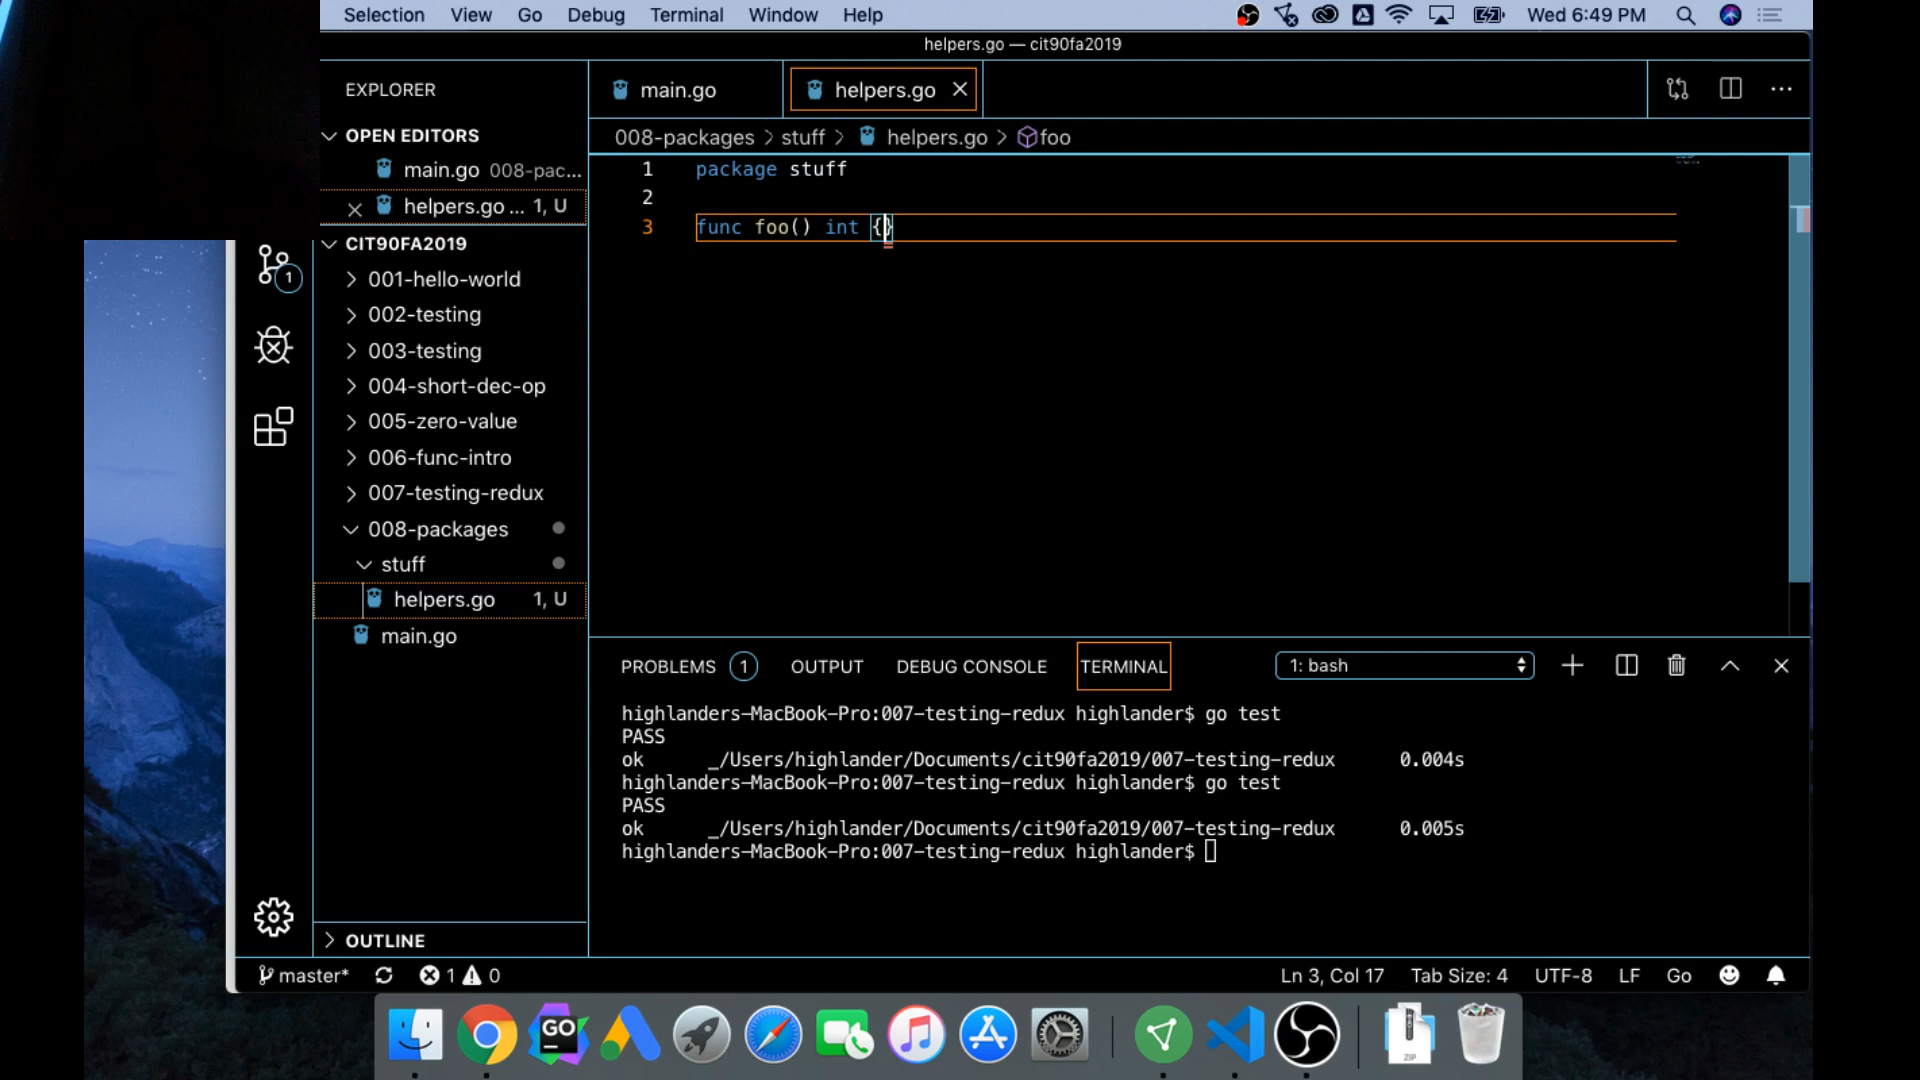 Selection View Go Debug Terminal Window Help Wed 6:49 PM
helpers.go — cit90fa2019
EXPLORER
main.go
helpers.go
OPEN EDITORS
main.go 008-pac...
helpers.go ... 1, U
008-packages > stuff > helpers.go > foo
1 package stuff
2
3 func foo() int {}
CIT90FA2019
001-hello-world
002-testing
003-testing
004-short-dec-op
005-zero-value
006-func-intro
007-testing-redux
008-packages
stuff
helpers.go 1, U
main.go
1
PROBLEMS 1 OUTPUT DEBUG CONSOLE TERMINAL 1: bash
highlanders-MacBook-Pro:007-testing-redux highlander$ go test
PASS
ok _/Users/highlander/Documents/cit90fa2019/007-testing-redux 0.004s
highlanders-MacBook-Pro:007-testing-redux highlander$ go test
PASS
ok _/Users/highlander/Documents/cit90fa2019/007-testing-redux 0.005s
highlanders-MacBook-Pro:007-testing-redux highlander$
OUTLINE
master* 1 0 Ln 3, Col 17 Tab Size: 4 UTF-8 LF Go
GO
ZIP